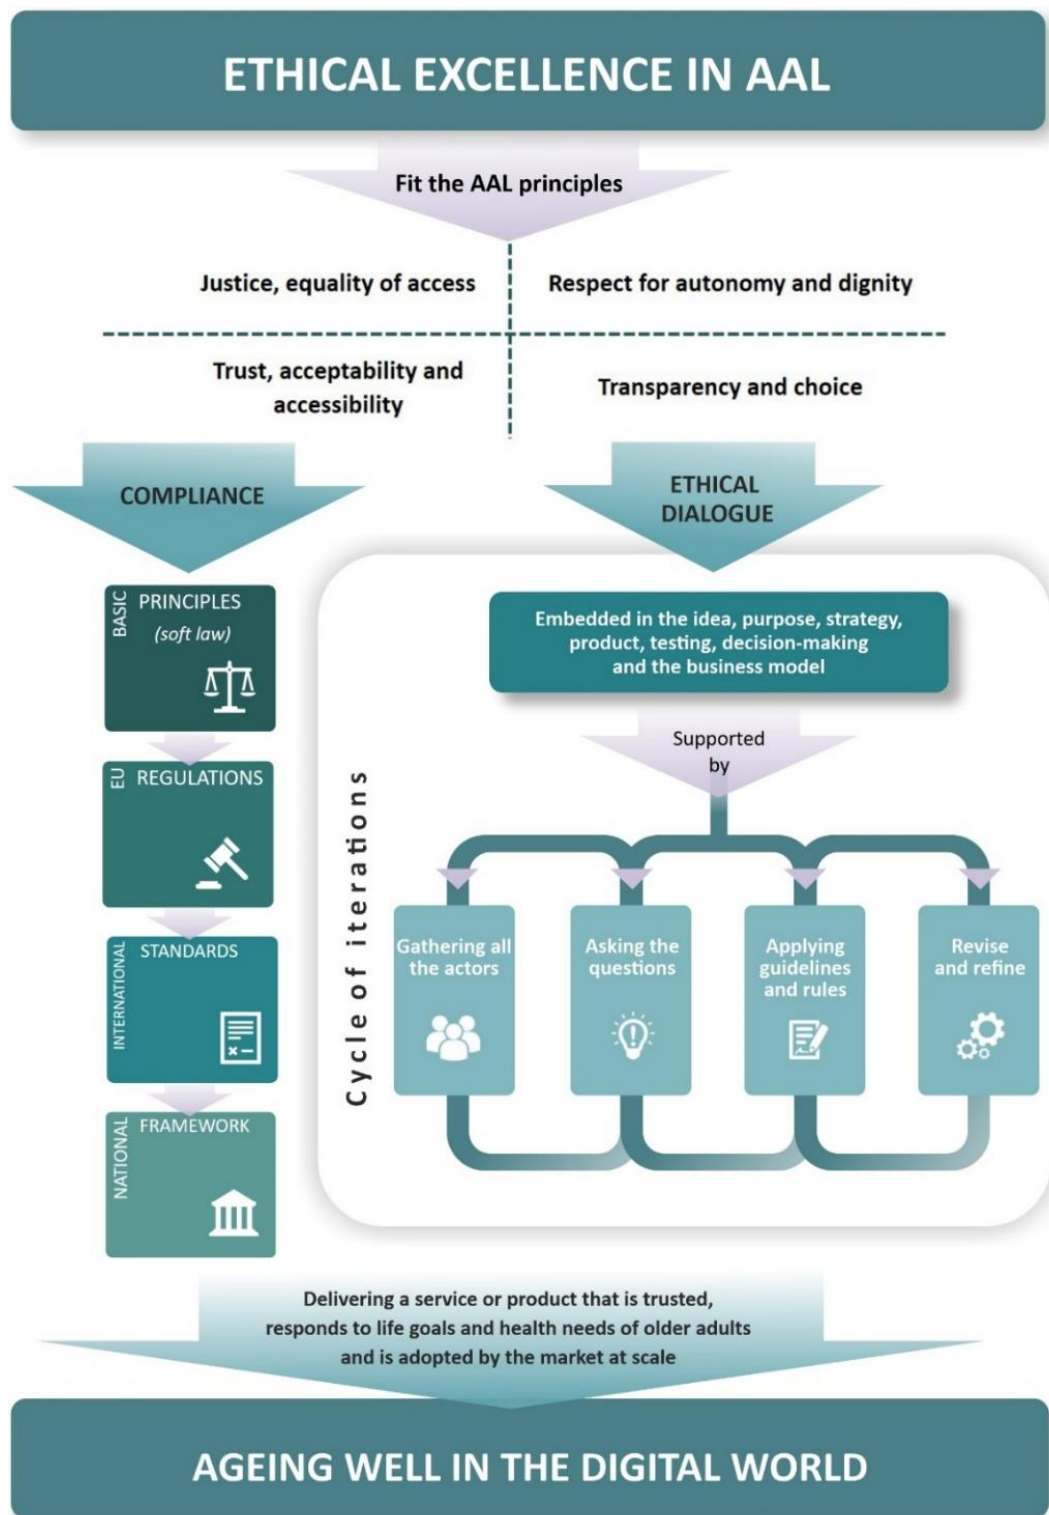 ETHICAL EXCELLENCE IN AAL
Fit the AAL principles
Justice, equality of access
Respect for autonomy and dignity
Trust, acceptability and
accessibility
Transparency and choice
COMPLIANCE
BASIC
PRINCIPLES
(soft law)
EU
REGULATIONS
INTERNATIONAL
STANDARDS
NATIONAL
FRAMEWORK
ETHICAL
DIALOGUE
Embedded in the idea, purpose, strategy,
product, testing, decision-making
and the business model
Supported
by
Cycle of iterations
Gathering all
the actors
Asking the
questions
Applying
guidelines
and rules
Revise
and refine
Delivering a service or product that is trusted,
responds to life goals and health needs of older adults
and is adopted by the market at scale
AGEING WELL IN THE DIGITAL WORLD